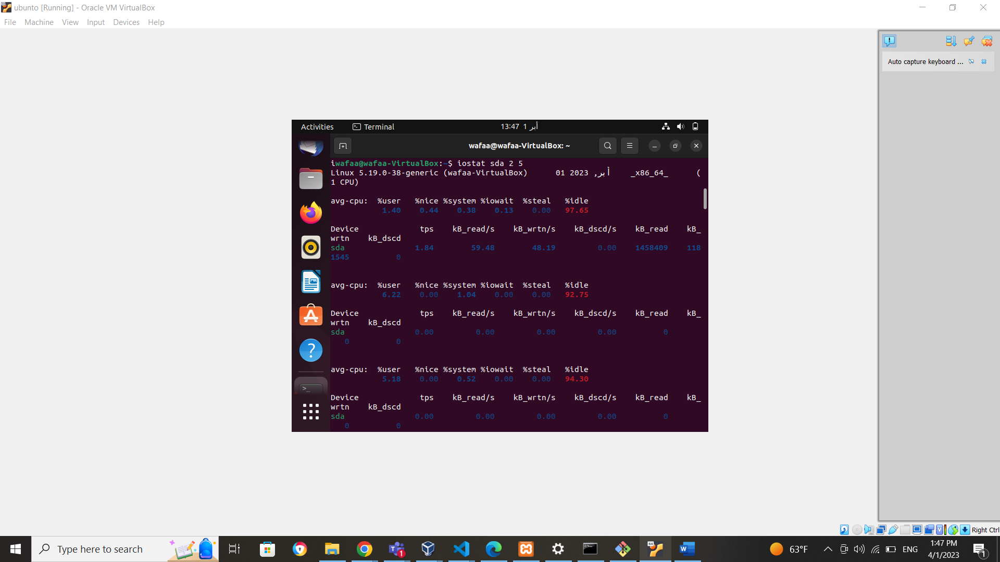 ubunto [Running] - Oracle VM VirtualBox
File Machine View Input Devices Help
Auto capture keyboard ...
Activities Terminal 13:47 1 أبر
wafaa@wafaa-VirtualBox: ~
iwafaa@wafaa-VirtualBox:~$ iostat sda 2 5
Linux 5.19.0-38-generic (wafaa-VirtualBox) 01 2023 ,أبر _x86_64_ (
1 CPU)
avg-cpu: %user %nice %system %iowait %steal %idle
1.40 0.44 0.38 0.13 0.00 97.65
Device tps kB_read/s kB_wrtn/s kB_dscd/s kB_read kB_
wrtn kB_dscd
sda 1.84 59.48 48.19 0.00 1458409 118
1545 0
avg-cpu: %user %nice %system %iowait %steal %idle
6.22 0.00 1.04 0.00 0.00 92.75
Device tps kB_read/s kB_wrtn/s kB_dscd/s kB_read kB_
wrtn kB_dscd
sda 0.00 0.00 0.00 0.00 0
0 0
avg-cpu: %user %nice %system %iowait %steal %idle
5.18 0.00 0.52 0.00 0.00 94.30
Device tps kB_read/s kB_wrtn/s kB_dscd/s kB_read kB_
wrtn kB_dscd
sda 0.00 0.00 0.00 0.00 0
0 0
Right Ctrl
Type here to search
63°F ENG
1:47 PM
4/1/2023
1